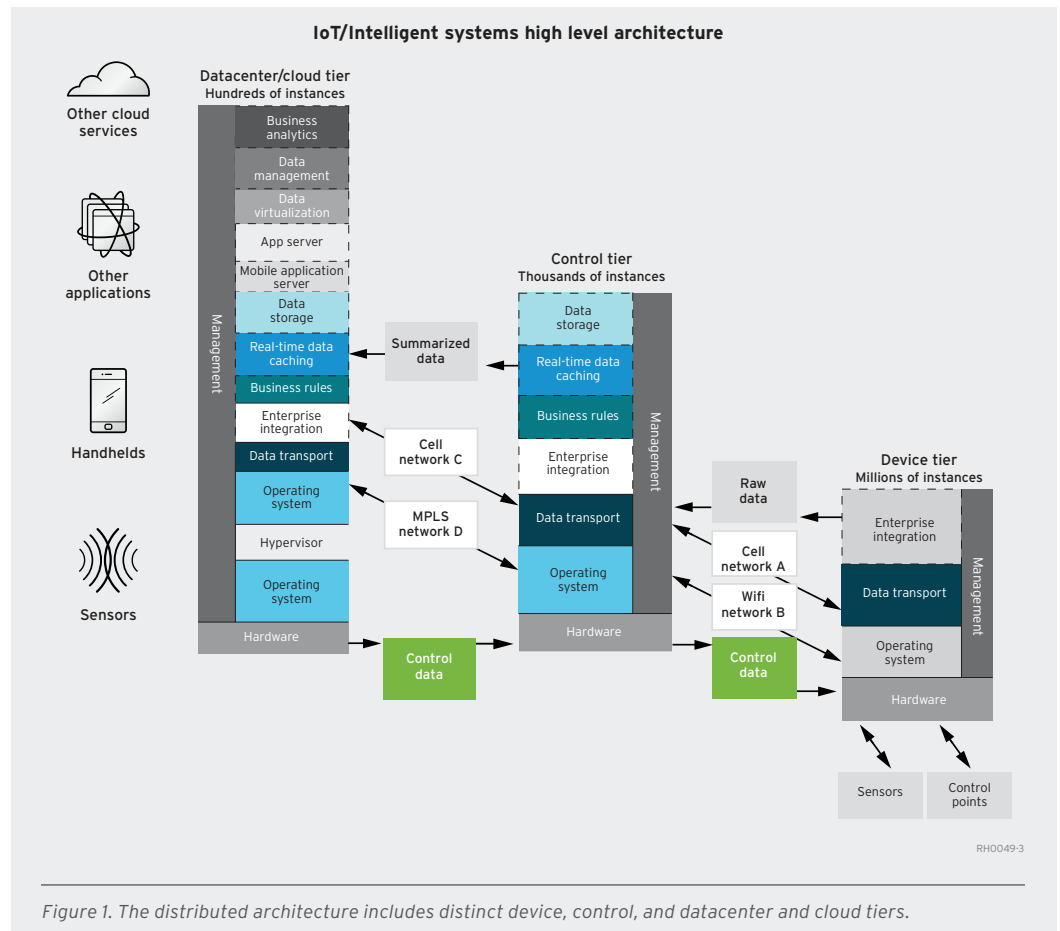 IoT/Intelligent systems high level architecture
Other cloud
services
Other
applications
Handhelds
Sensors
Datacenter/cloud tier
Hundreds of instances
Management
Business
analytics
Data
management
Data
virtualization
App server
Mobile application
server
Data
storage
Real-time data
caching
Business rules
Enterprise
integration
Data transport
Operating
system
Hypervisor
Operating
system
Hardware
Summarized
data
Cell
network C
MPLS
network D
Control
data
Control tier
Thousands of instances
Data
storage
Real-time data
caching
Business rules
Enterprise
integration
Data transport
Operating
system
Management
Hardware
Raw
data
Cell
network A
Wifi
network B
Control
data
Device tier
Millions of instances
Enterprise
integration
Data transport
Operating
system
Management
Hardware
Sensors
Control
points
RH0049-3
Figure 1. The distributed architecture includes distinct device, control, and datacenter and cloud tiers.